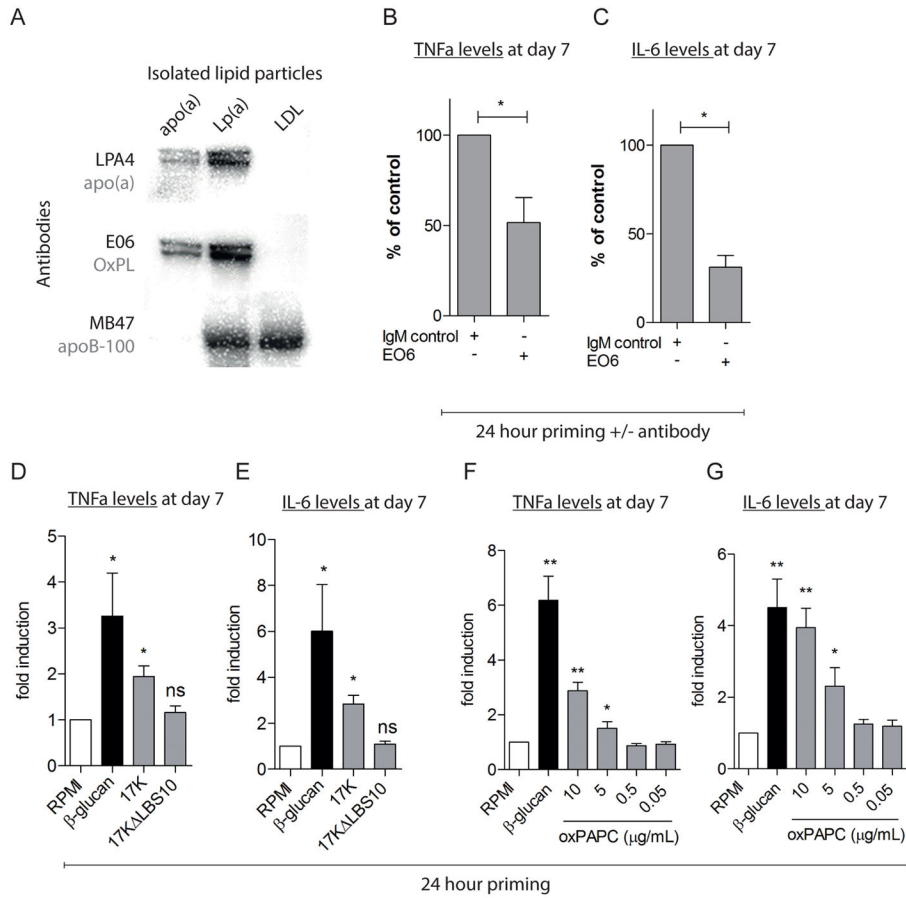 A
Isolated lipid particles
apo(a)
Lp(a)
LDL
Antibodies
LPA4
apo(a)
E06
OxPL
MB47
apoB-100
B
TNFa levels at day 7
% of control
100
50
0
*
IgM control + -
EO6 - +
C
IL-6 levels at day 7
% of control
100
50
0
*
IgM control + -
EO6 - +
24 hour priming +/- antibody
D
TNFa levels at day 7
fold induction
5
4
3
2
1
0
*
*
ns
RPMI
β-glucan
17K
17KΔLBS10
E
IL-6 levels at day 7
fold induction
10
8
6
4
2
0
*
*
ns
RPMI
β-glucan
17K
17KΔLBS10
F
TNFa levels at day 7
fold induction
8
6
4
2
0
**
**
*
RPMI
β-glucan
10
5
0.5
0.05
oxPAPC (μg/mL)
G
IL-6 levels at day 7
fold induction
6
4
2
0
**
**
*
RPMI
β-glucan
10
5
0.5
0.05
oxPAPC (μg/mL)
24 hour priming